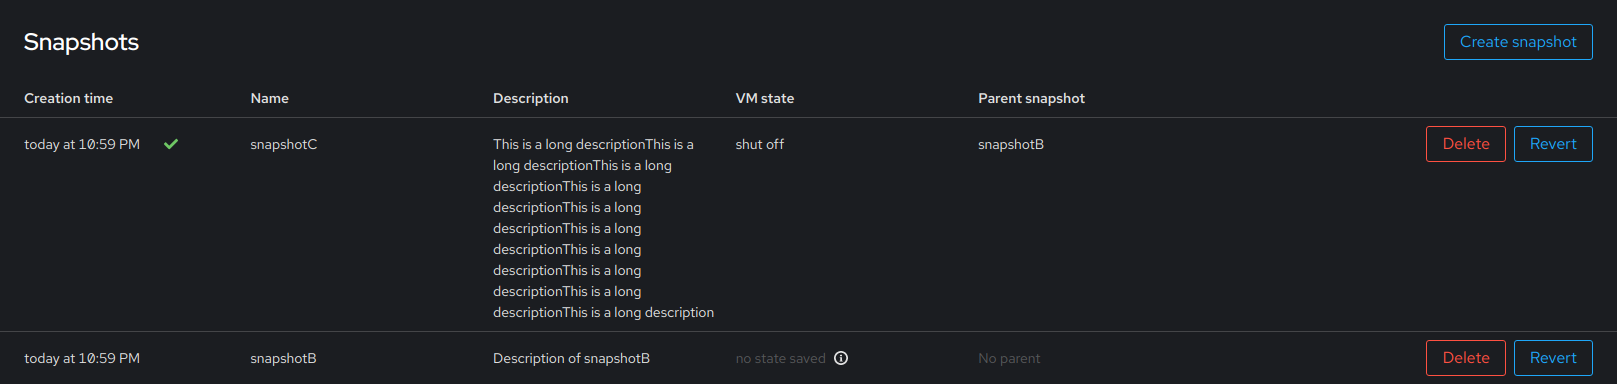 Snapshots
Create snapshot
Creation time Name Description VM state Parent snapshot
today at 10:59 PM snapshotC This is a long descriptionThis is a shut off snapshotB Delete Revert
long descriptionThis is a long
descriptionThis is a long
descriptionThis is a long
descriptionThis is a long
descriptionThis is a long
descriptionThis is a long
descriptionThis is a long
descriptionThis is a long description
today at 10:59 PM snapshotB Description of snapshotB no state saved No parent Delete Revert